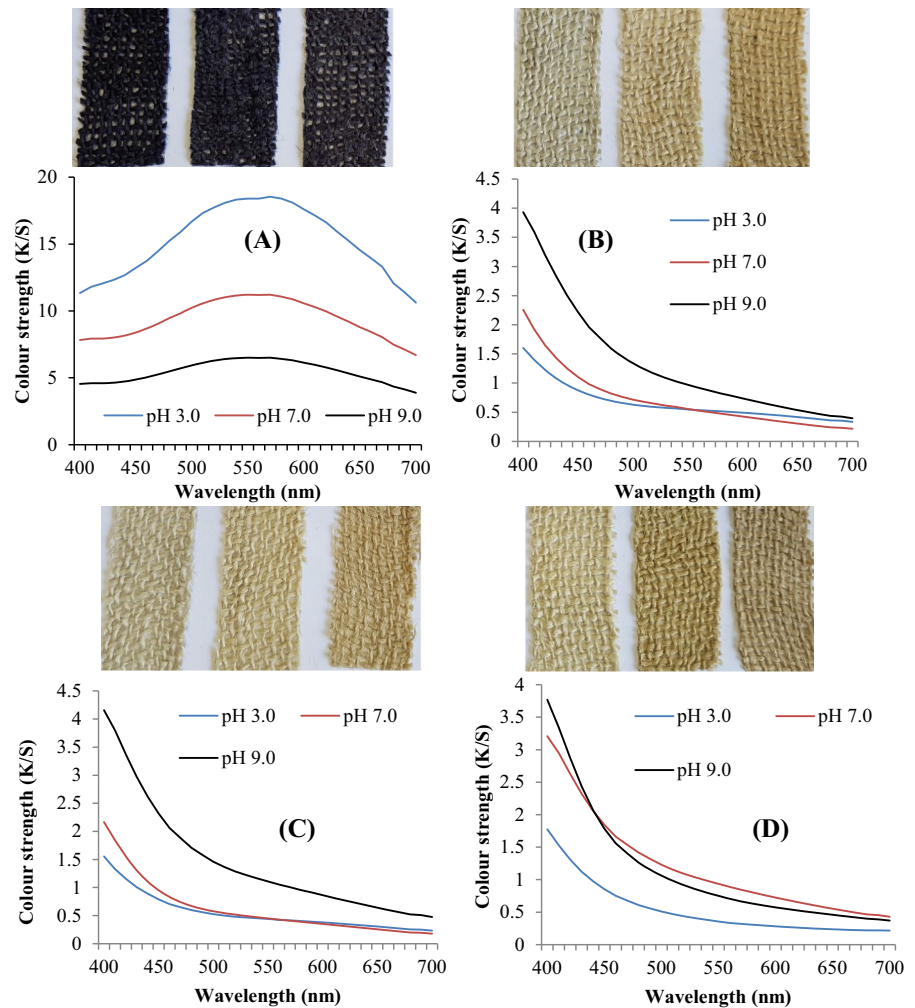 20
15
10
5
0
Colour strength (K/S)
(A)
pH 3.0 pH 7.0 pH 9.0
400 450 500 550 600 650 700
Wavelength (nm)
4.5
4
3.5
3
2.5
2
1.5
1
0.5
0
Colour strength (K/S)
(B)
pH 3.0
pH 7.0
pH 9.0
400 450 500 550 600 650 700
Wavelength (nm)
4.5
4
3.5
3
2.5
2
1.5
1
0.5
0
Colour strength (K/S)
pH 3.0 pH 7.0
pH 9.0
(C)
400 450 500 550 600 650 700
Wavelength (nm)
4
3.5
3
2.5
2
1.5
1
0.5
0
Colour strength (K/S)
pH 3.0 pH 7.0
pH 9.0
(D)
400 450 500 550 600 650 700
Wavelength (nm)